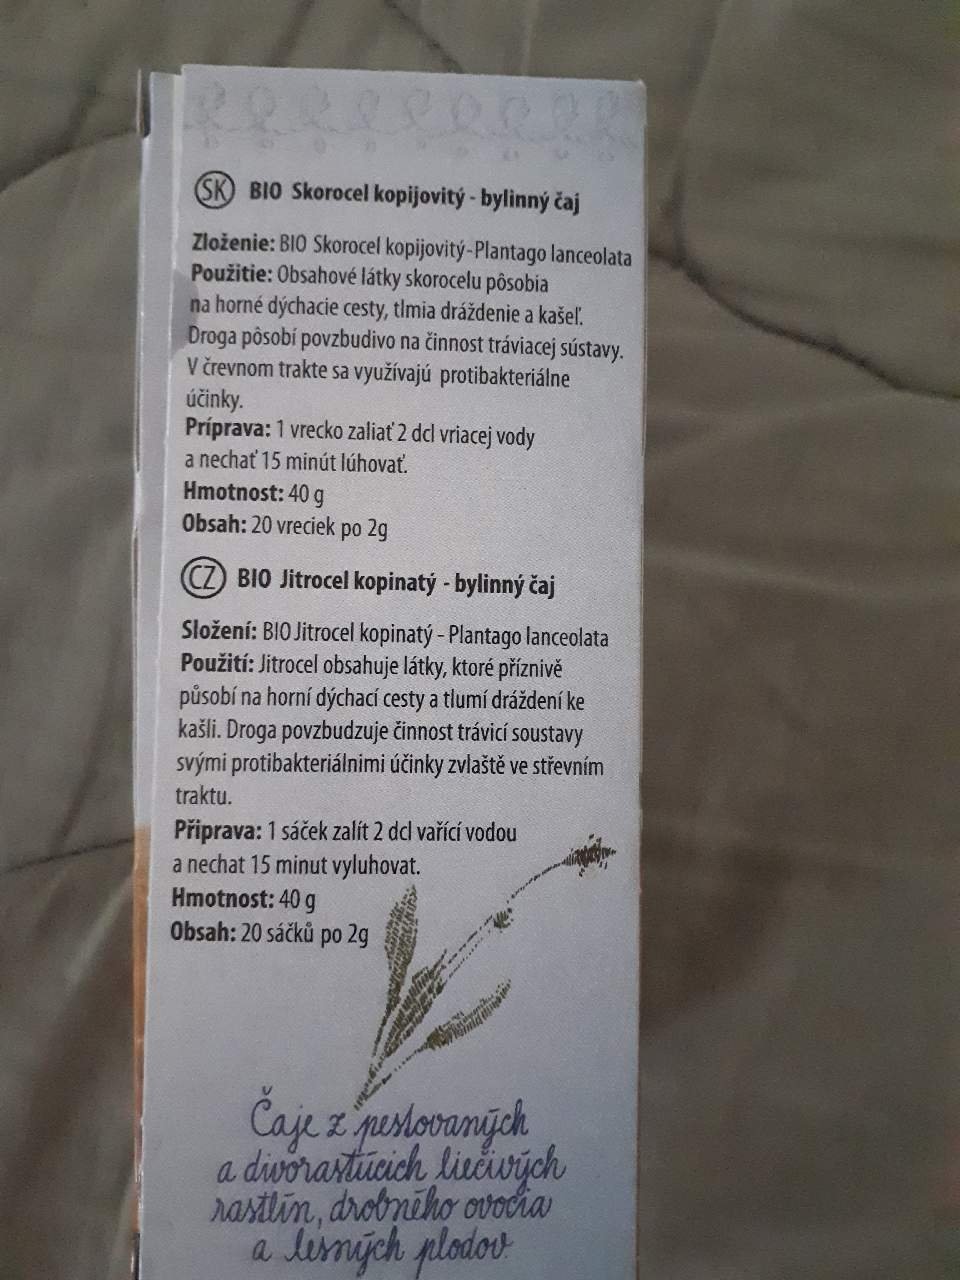 SK BIO Skorocel kopijovitý - bylinný čaj
Zloženie: BIO Skorocel kopijovitý-Plantago lanceolata
Použitie: Obsahové látky skorocelu pôsobia
na horné dýchacie cesty, tlmia dráždenie a kašeľ.
Droga pôsobí povzbudivo na činnost tráviacej sústavy.
V črevnom trakte sa využívajú protibakteriálne
účinky.
Príprava: 1 vrecko zaliať 2 dcl vriacej vody
a nechať 15 minút lúhovať.
Hmotnost: 40 g
Obsah: 20 vreciek po 2g
CZ BIO Jitrocel kopinatý - bylinný čaj
Složení: BIO Jitrocel kopinatý - Plantago lanceolata
Použití: Jitrocel obsahuje látky, ktoré příznivě
působí na horní dýchací cesty a tlumí dráždení ke
kašli. Droga povzbudzuje činnost trávicí soustavy
svými protibakteriálnimi účinky zvlaště ve střevním
traktu.
Připrava: 1 sáček zalít 2 dcl vařící vodou
a nechat 15 minut vyluhovat.
Hmotnost: 40 g
Obsah: 20 sáčků po 2g
Čaje z pestovaných
a divorastúcich liečivých
rastlín, drobného ovocia
a lesných plodov